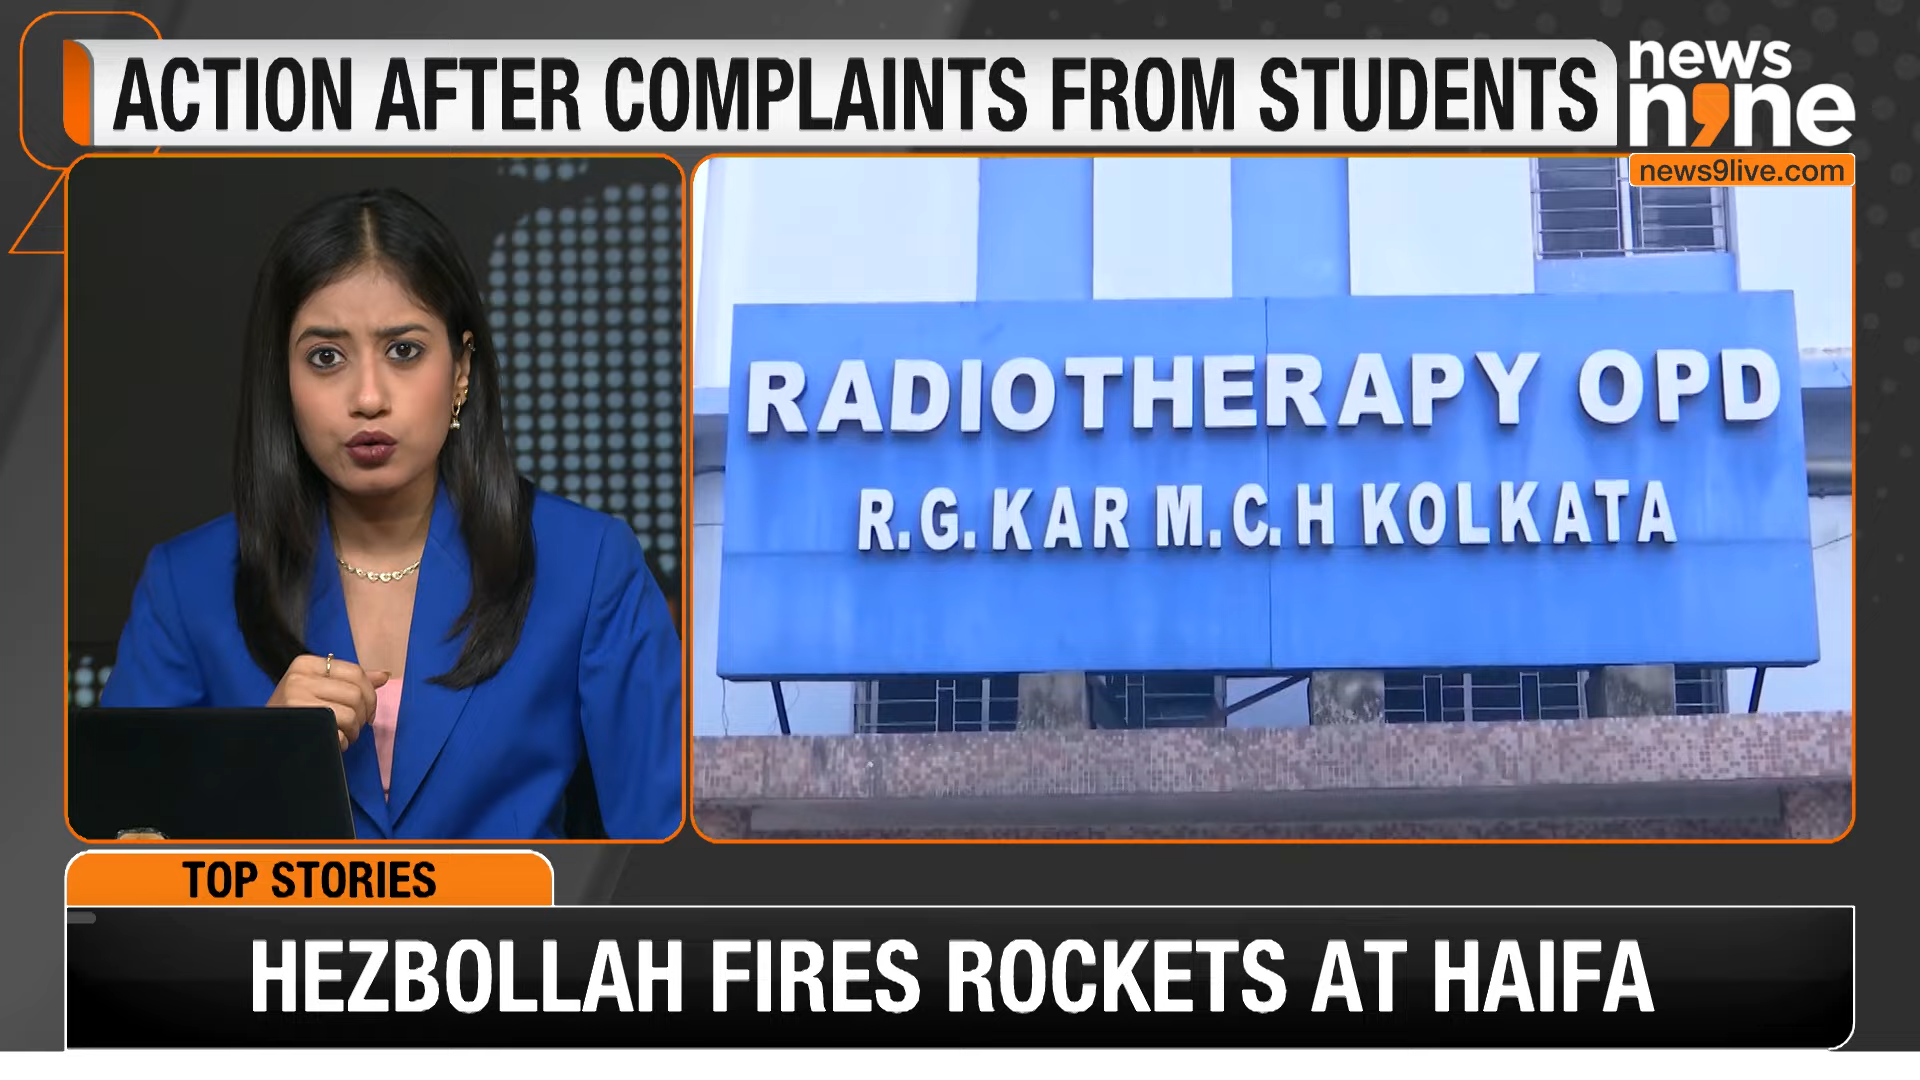 ACTION AFTER COMPLAINTS FROM STUDENTS
news
nine
news9live.com
RADIOTHERAPY OPD
R.G.KAR M.C.H KOLKATA
TOP STORIES
HEZBOLLAH FIRES ROCKETS AT HAIFA